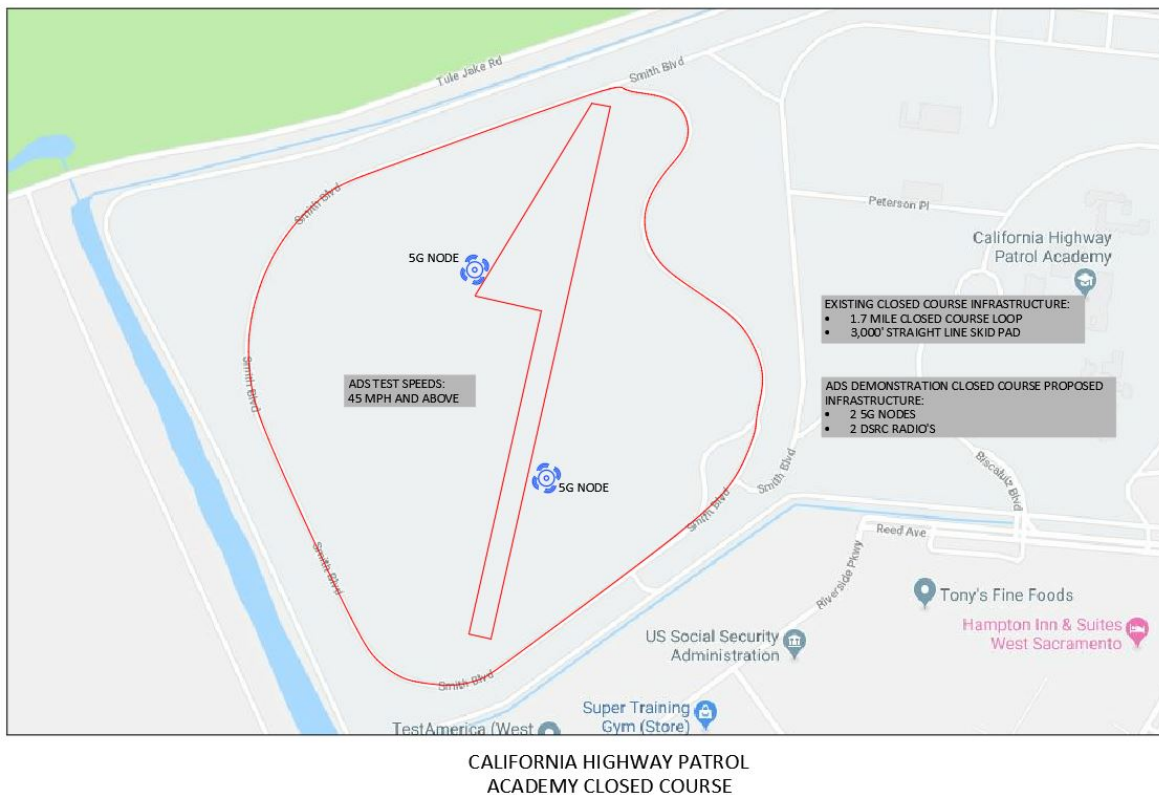 Tule Jake Rd
Smith Blvd
Smith Blvd
Peterson Pl
California Highway
Patrol Academy
5G NODE
EXISTING CLOSED COURSE INFRASTRUCTURE:
• 1.7 MILE CLOSED COURSE LOOP
• 3,000' STRAIGHT LINE SKID PAD
Smith Blvd
ADS TEST SPEEDS:
45 MPH AND ABOVE
ADS DEMONSTRATION CLOSED COURSE PROPOSED
INFRASTRUCTURE:
• 2 5G NODES
• 2 DSRC RADIO'S
5G NODE
Smith Blvd
Smith Blvd
Biscailuz Blvd
Reed Ave
Smith Blvd
Riverside Pkwy
Tony's Fine Foods
US Social Security
Administration
Hampton Inn & Suites
West Sacramento
Smith Blvd
Super Training
Gym (Store)
TestAmerica (West
CALIFORNIA HIGHWAY PATROL
ACADEMY CLOSED COURSE